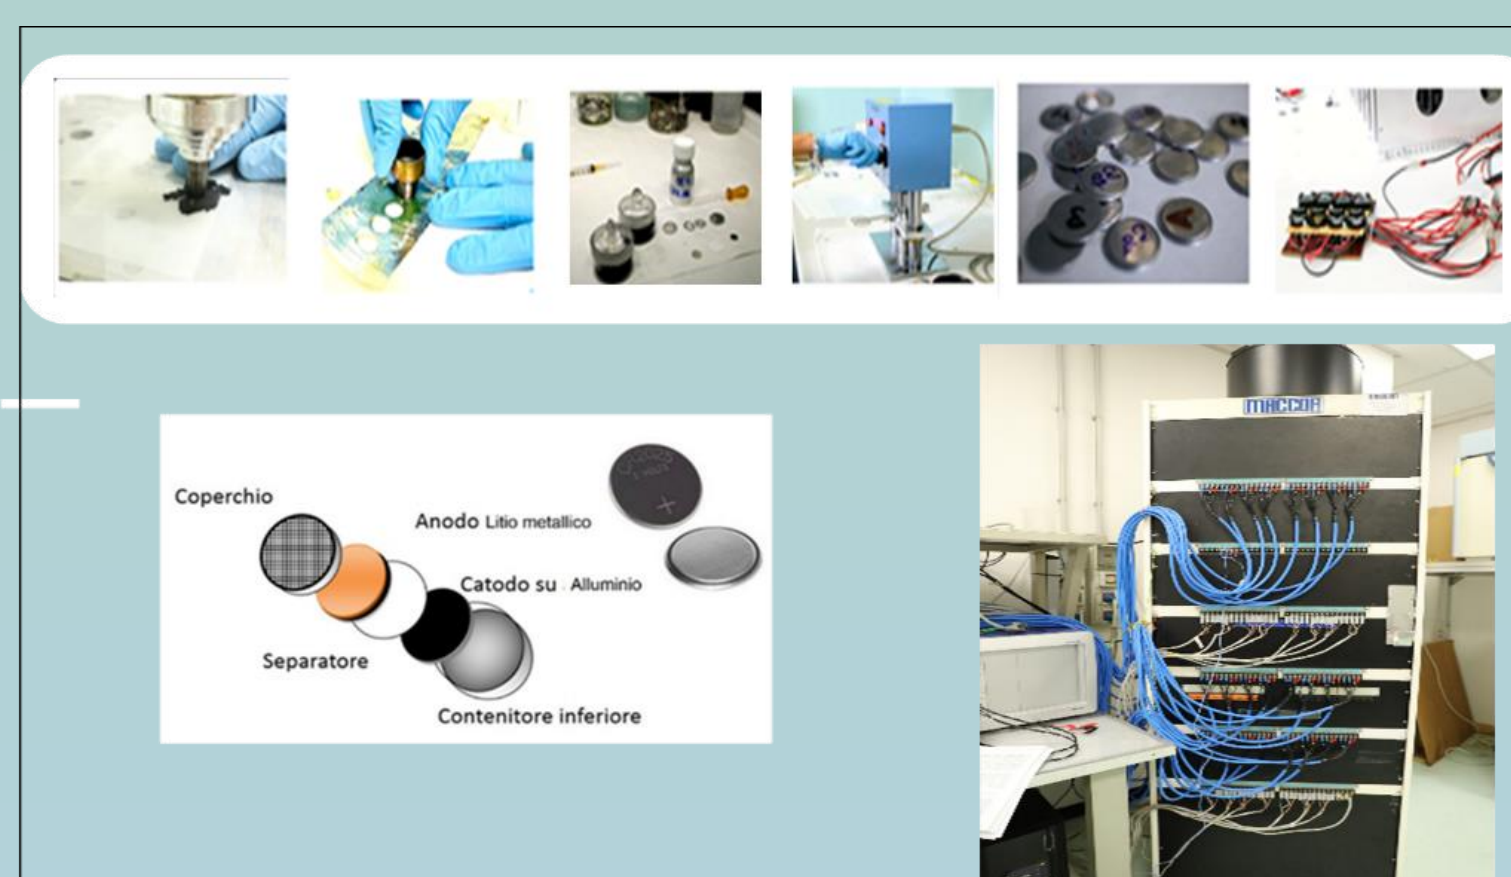 MACCOR
Coperchio
Anodo Litio metallico
Catodo su Alluminio
Separatore
Contenitore inferiore